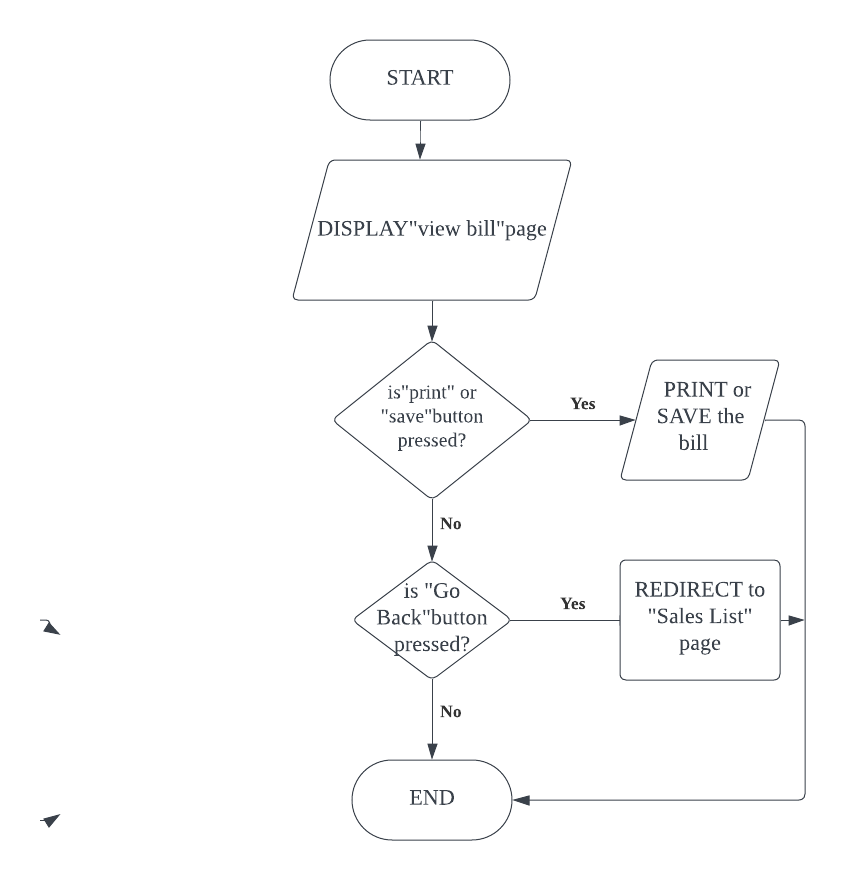 START
DISPLAY"view bill"page
is"print" or
"save"button
pressed?
Yes
PRINT or
SAVE the
bill
No
is "Go
Back"button
pressed?
Yes
REDIRECT to
"Sales List"
page
No
END